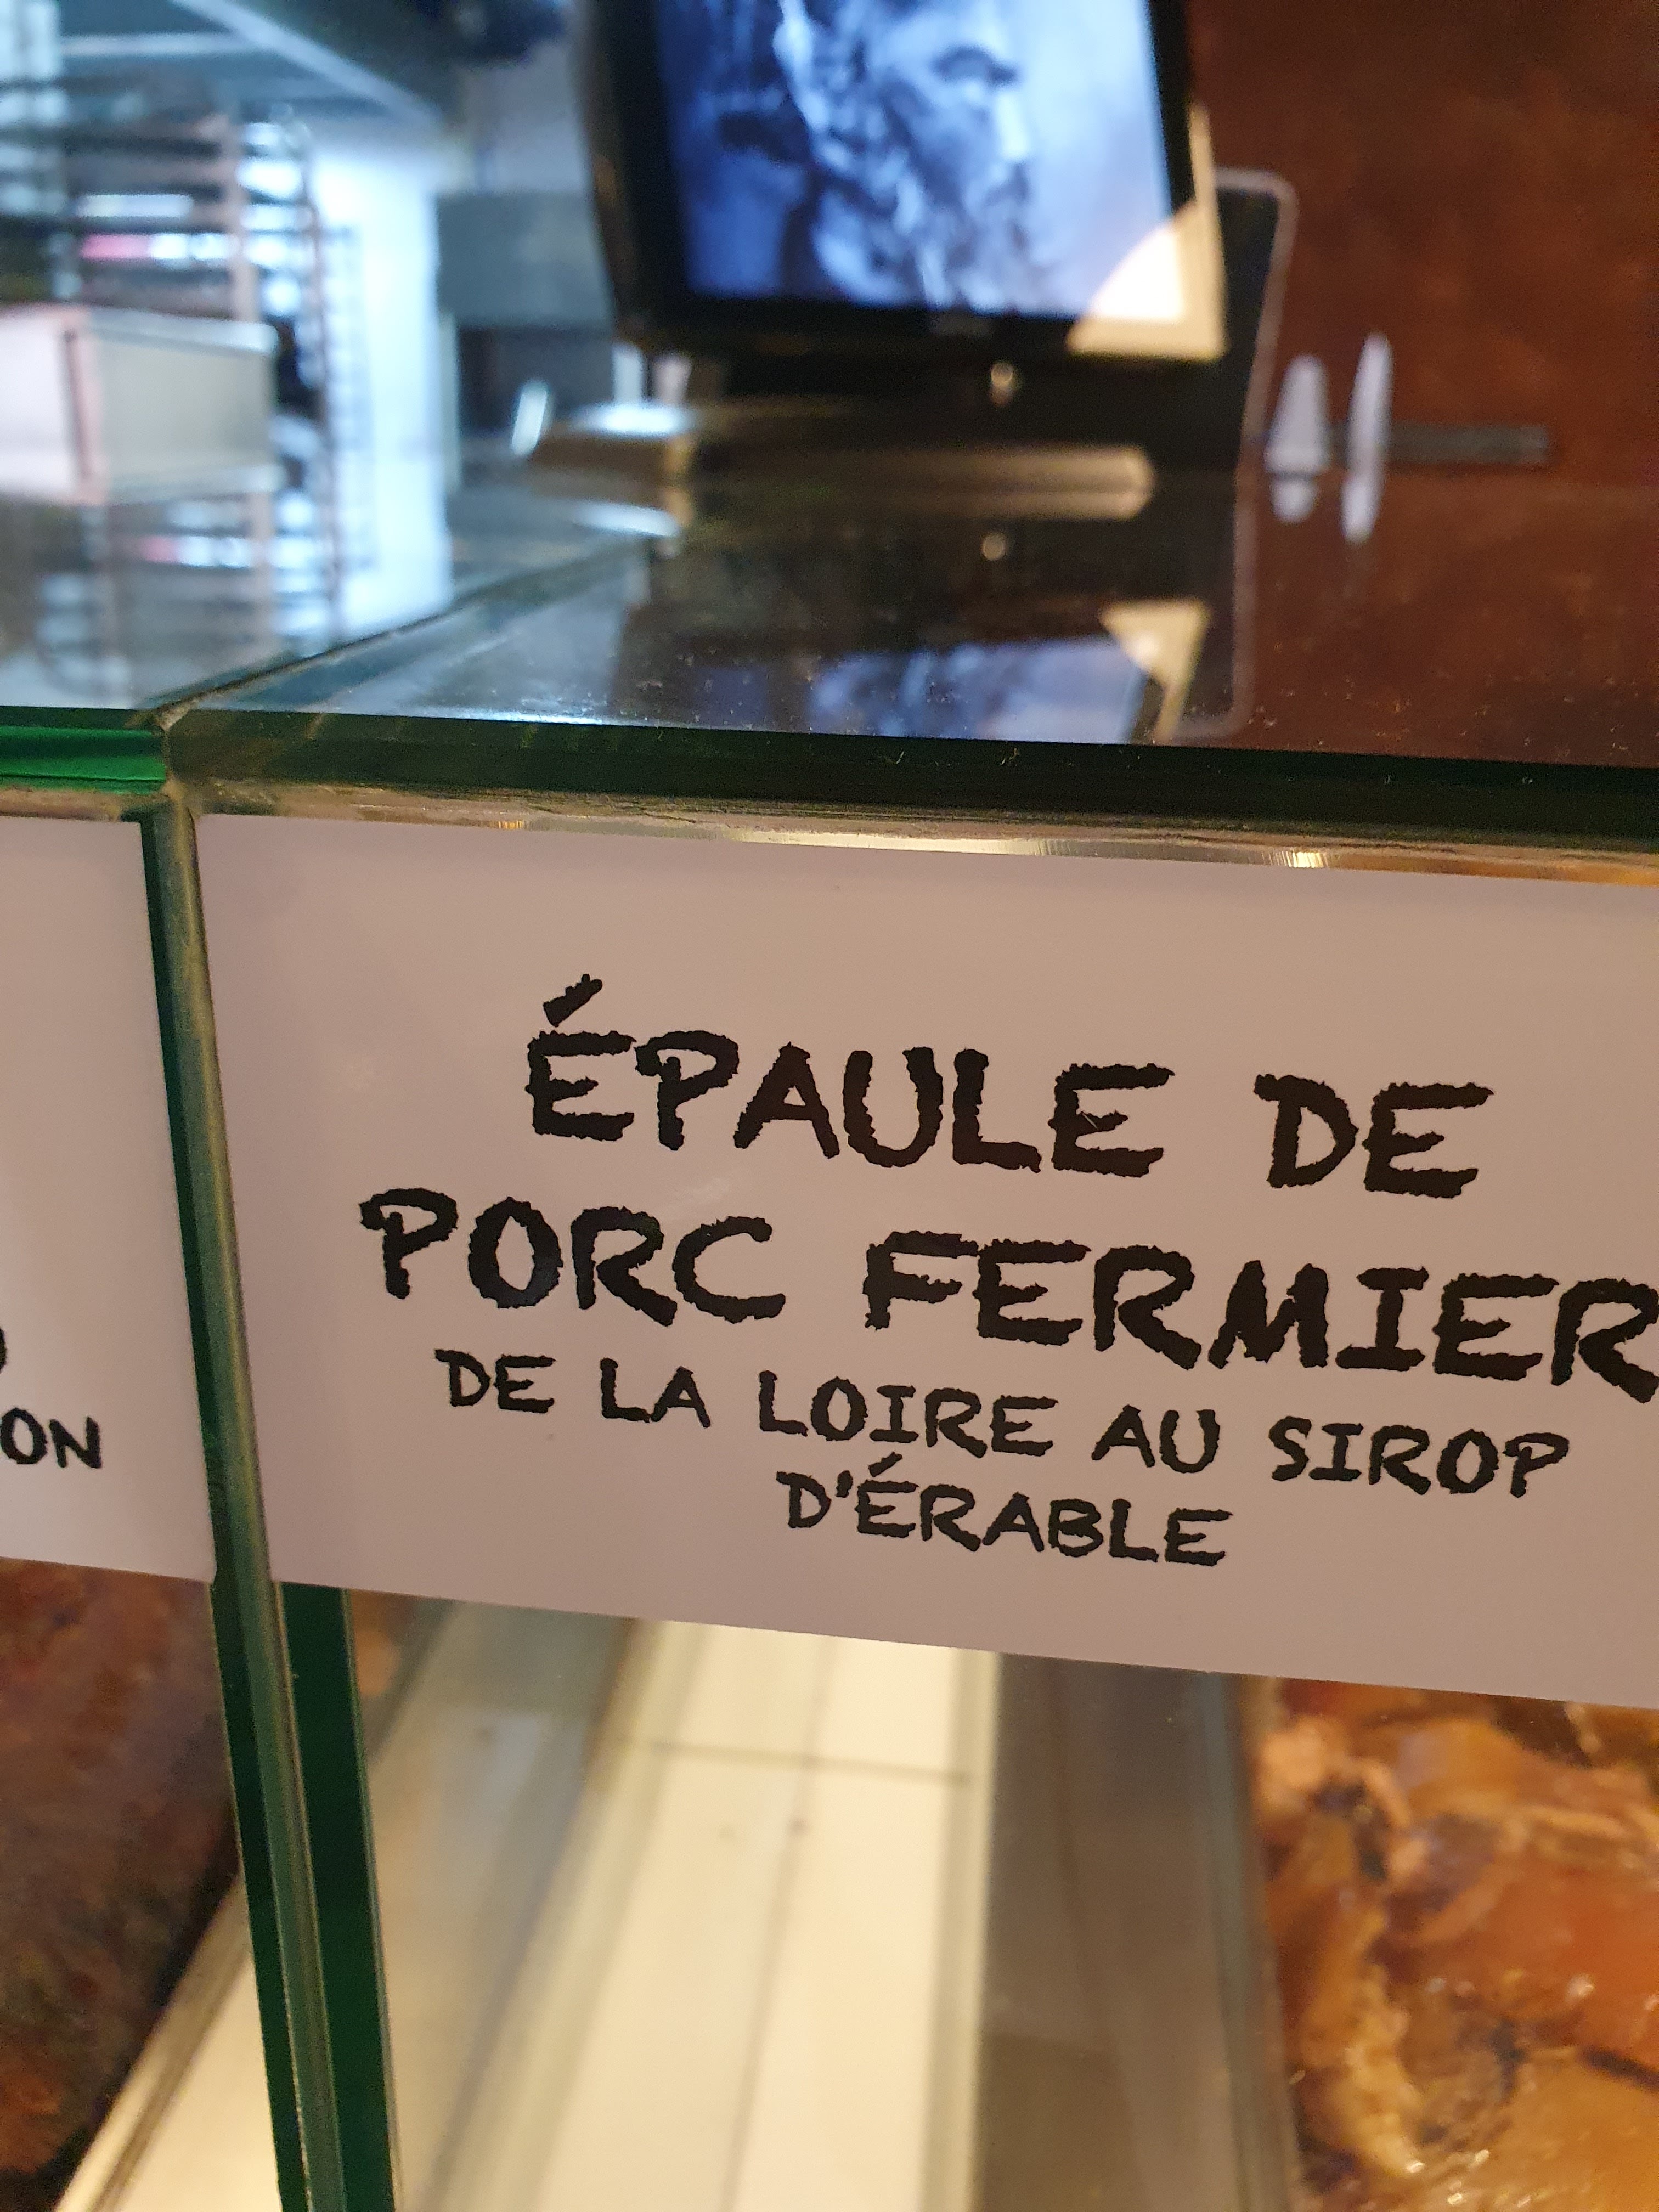 ÉPAULE DE
PORC FERMIER
DE LA LOIRE AU SIROP
D'ÉRABLE